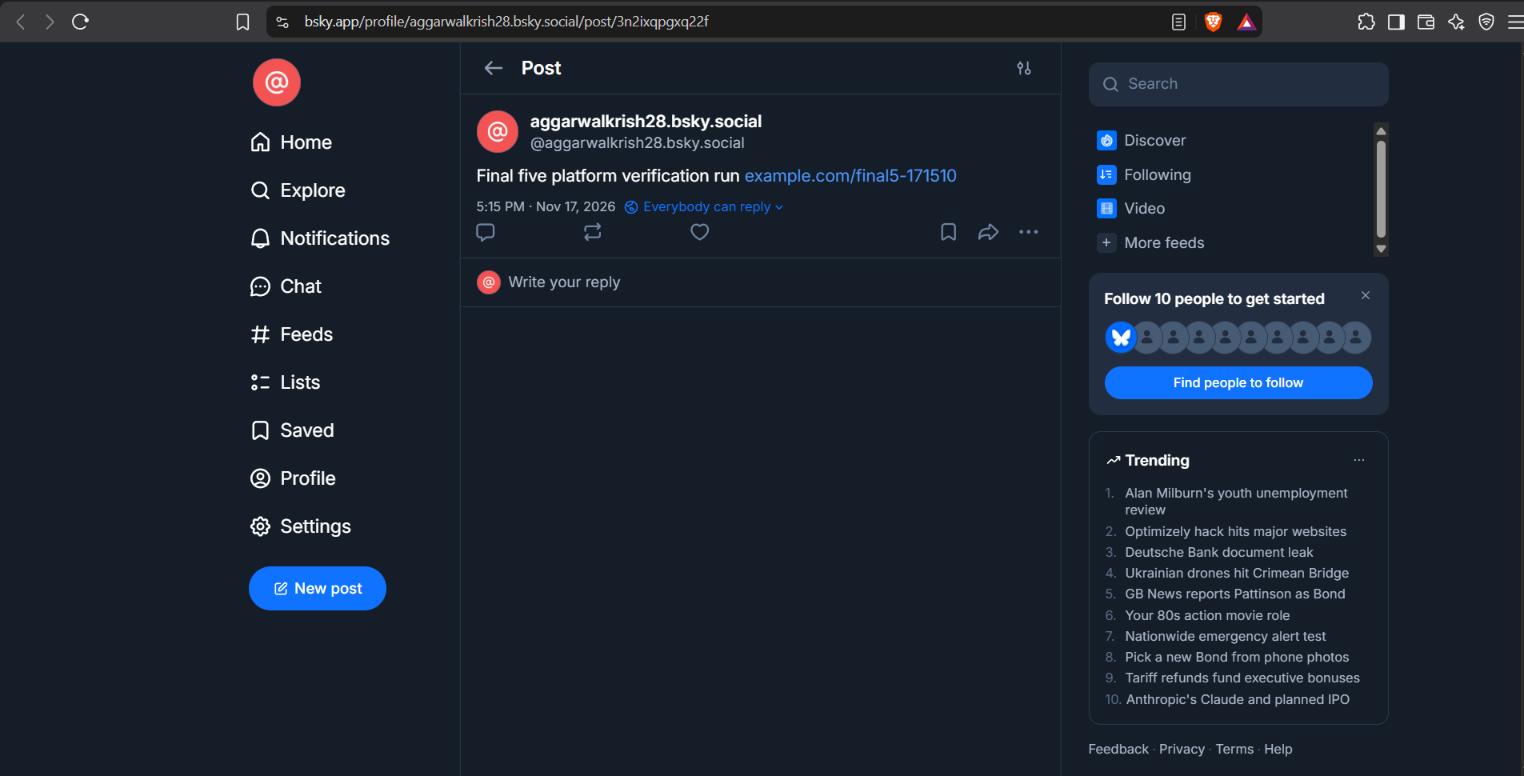 bsky.app/profile/aggarwalkrish28.bsky.social/post/3n2ixqpgxq22f
@
Home
Explore
Notifications
Chat
Feeds
Lists
Saved
Profile
Settings
New post
Post
@
aggarwalkrish28.bsky.social
@aggarwalkrish28.bsky.social
Final five platform verification run example.com/final5-171510
5:15 PM · Nov 17, 2026 Everybody can reply
@ Write your reply
Search
Discover
Following
Video
More feeds
Follow 10 people to get started
Find people to follow
Trending
1. Alan Milburn's youth unemployment
review
2. Optimizely hack hits major websites
3. Deutsche Bank document leak
4. Ukrainian drones hit Crimean Bridge
5. GB News reports Pattinson as Bond
6. Your 80s action movie role
7. Nationwide emergency alert test
8. Pick a new Bond from phone photos
9. Tariff refunds fund executive bonuses
10. Anthropic's Claude and planned IPO
Feedback · Privacy · Terms · Help